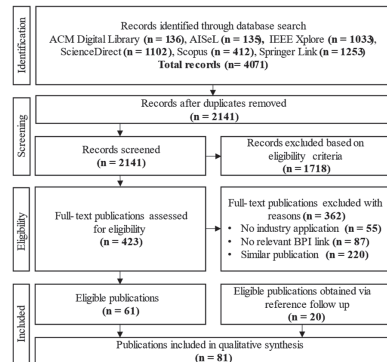 Identification
Records identified through database search
ACM Digital Library (n = 136), AISeL (n = 135), IEEE Xplore (n = 1033),
ScienceDirect (n = 1102), Scopus (n = 412), Springer Link (n = 1253)
Total records (n = 4071)
Screening
Records after duplicates removed
(n = 2141)
Records screened
(n = 2141)
Records excluded based on
eligibility criteria
(n = 1718)
Eligibility
Full-text publications assessed
for eligibility
(n = 423)
Full-text publications excluded with
reasons (n = 362)
• No industry application (n = 55)
• No relevant BPI link (n = 87)
• Similar publication (n = 220)
Included
Eligible publications
(n = 61)
Eligible publications obtained via
reference follow up
(n = 20)
Publications included in qualitative synthesis
(n = 81)